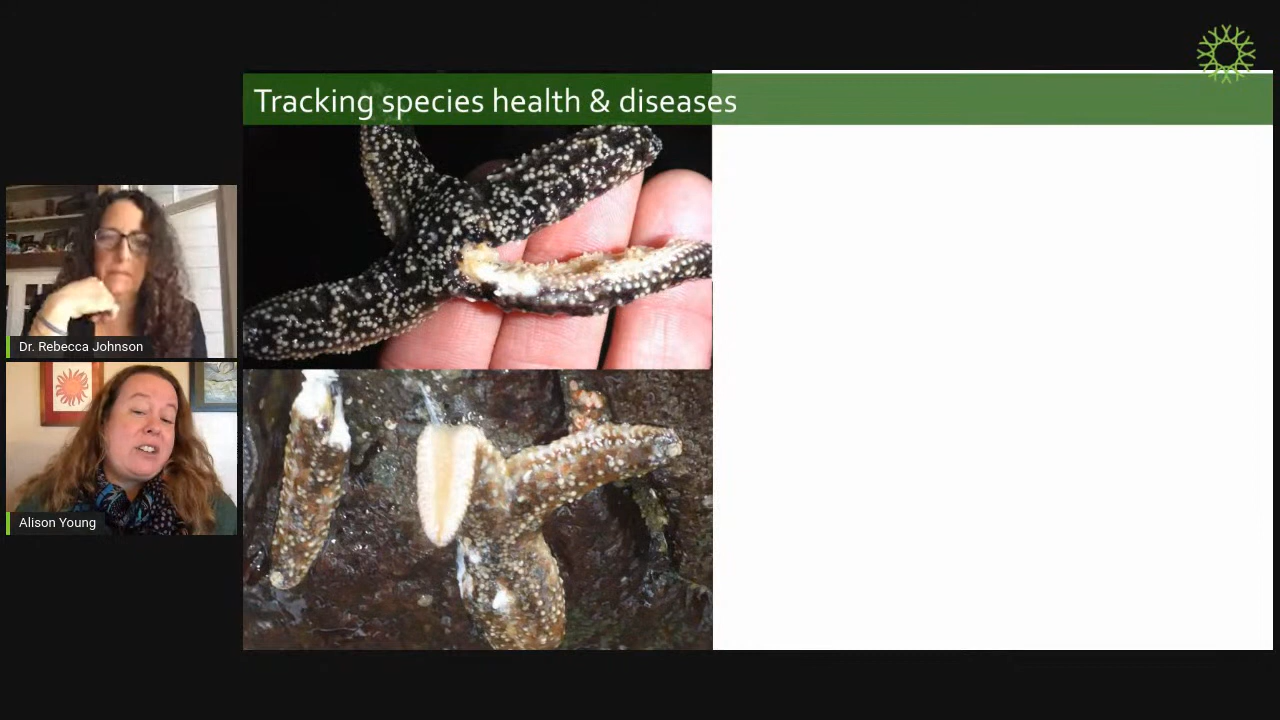 Tracking species health & diseases
Dr. Rebecca Johnson
Alison Young